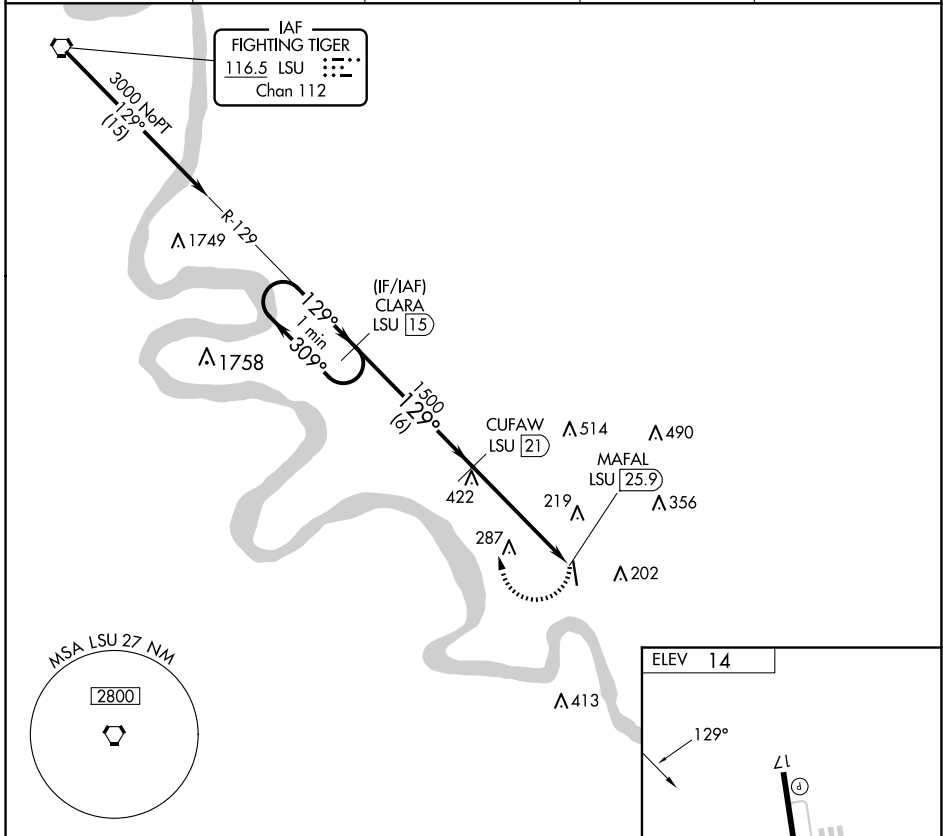 IAF
FIGHTING TIGER
116.5 LSU
Chan 112
3000 NoPT
129°
(15)
R-129
1749
(IF/IAF)
CLARA
LSU 15
129°
1 min
309°
1758
1500
129°
(6)
CUFAW
LSU 21
514
490
MAFAL
LSU 25.9
422
219
356
287
202
MSA LSU 27 NM
2800
413
ELEV 14
129°
17
P